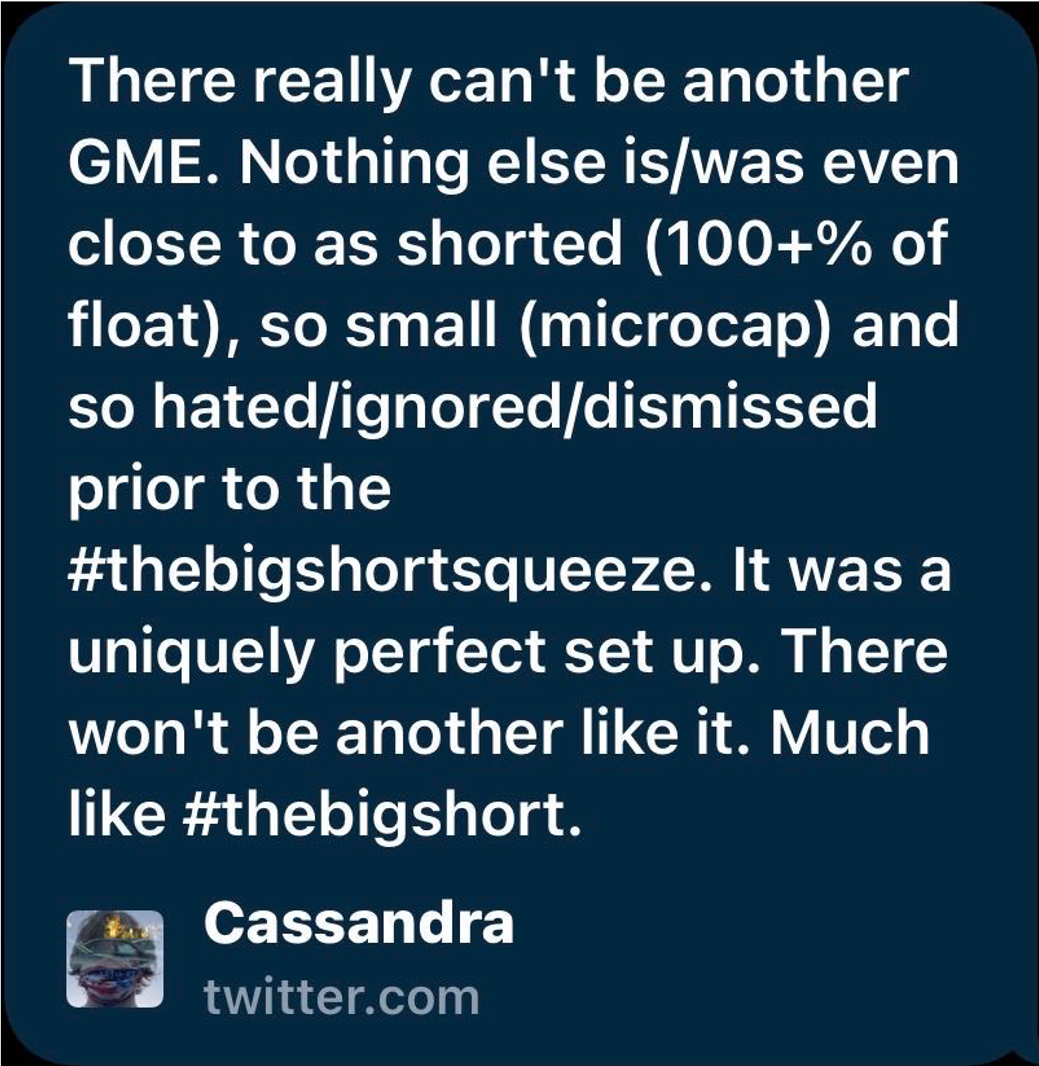 There really can't be another
GME. Nothing else is/was even
close to as shorted (100+% of
float), so small (microcap) and
so hated/ignored/dismissed
prior to the
#thebigshortsqueeze. It was a
uniquely perfect set up. There
won't be another like it. Much
like #thebigshort.
Cassandra
twitter.com